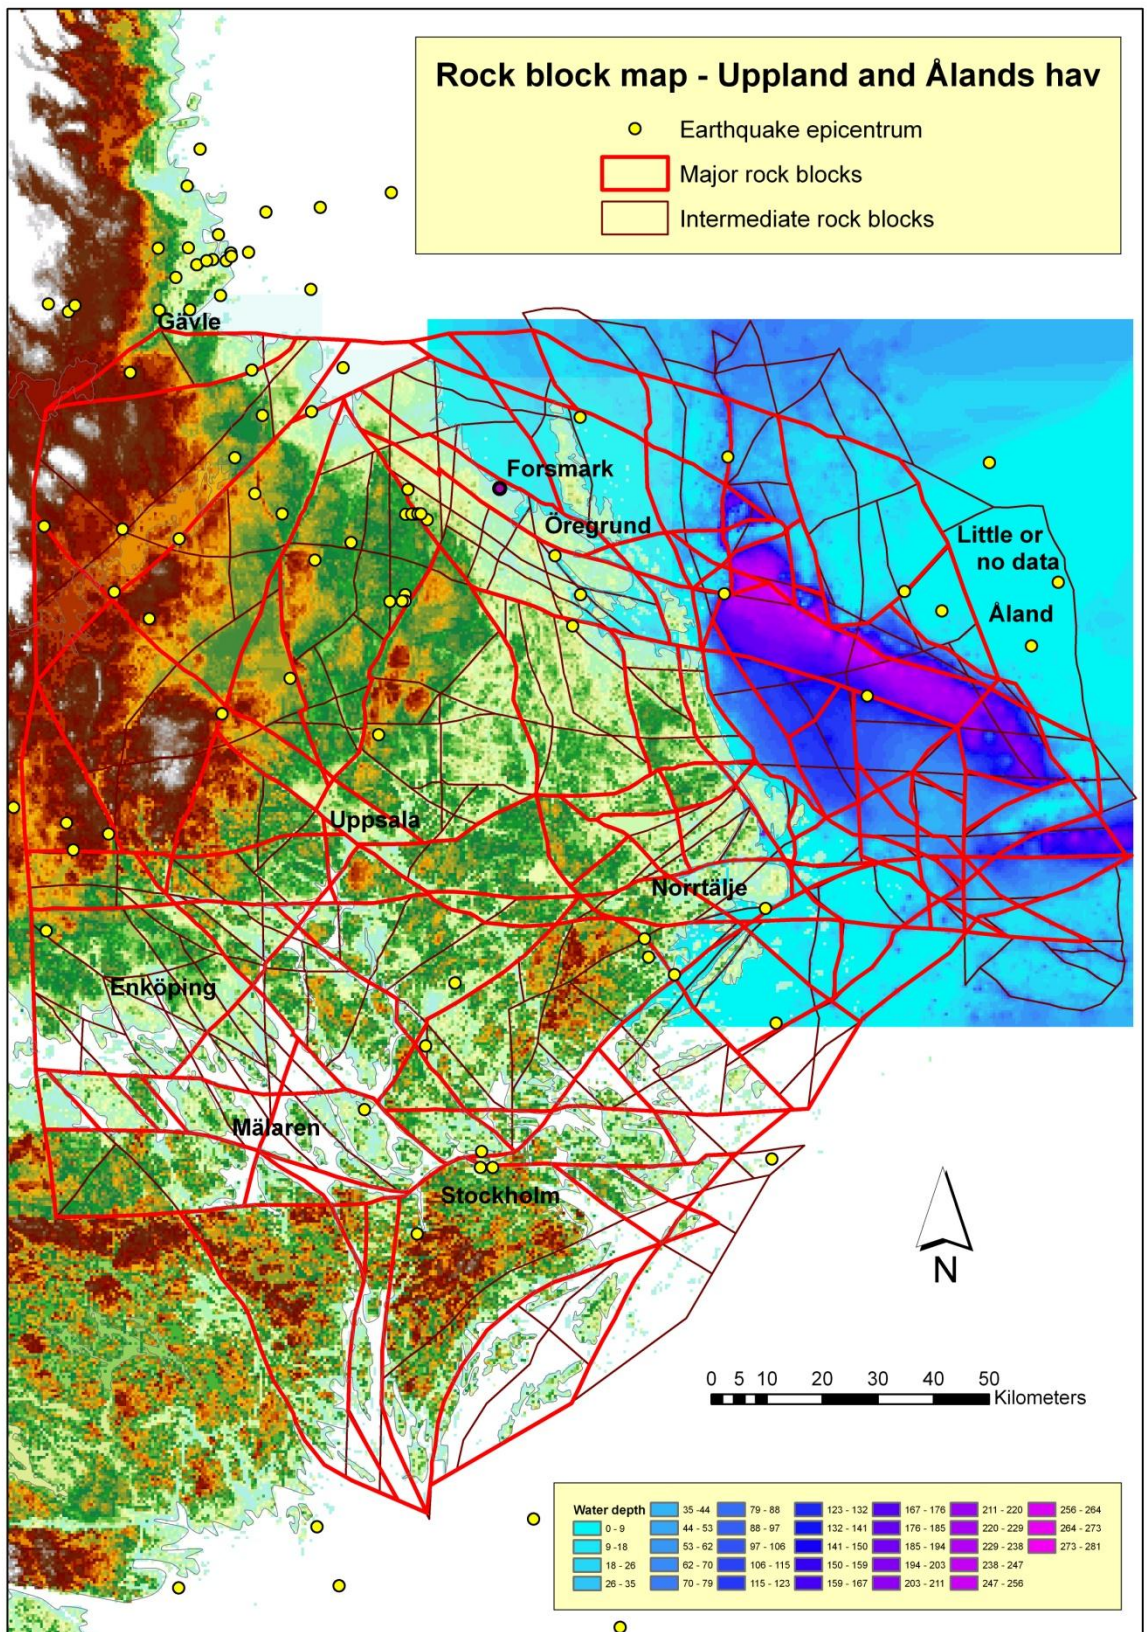 Rock block map - Uppland and Ålands hav
Earthquake epicentrum
Major rock blocks
Intermediate rock blocks
Gävle
Forsmark
Öregrund
Little or
no data
Åland
Uppsala
Norrtälje
Enköping
Mälaren
Stockholm
N
0 5 10 20 30 40 50
Kilometers
Water depth
0 - 9
9 - 18
18 - 26
26 - 35
35 -44
44 - 53
53 - 62
62 - 70
70 - 79
79 - 88
88 - 97
97 - 106
106 - 115
115 - 123
123 - 132
132 - 141
141 - 150
150 - 159
159 - 167
167 - 176
176 - 185
185 - 194
194 - 203
203 - 211
211 - 220
220 - 229
229 - 238
238 - 247
247 - 256
256 - 264
264 - 273
273 - 281